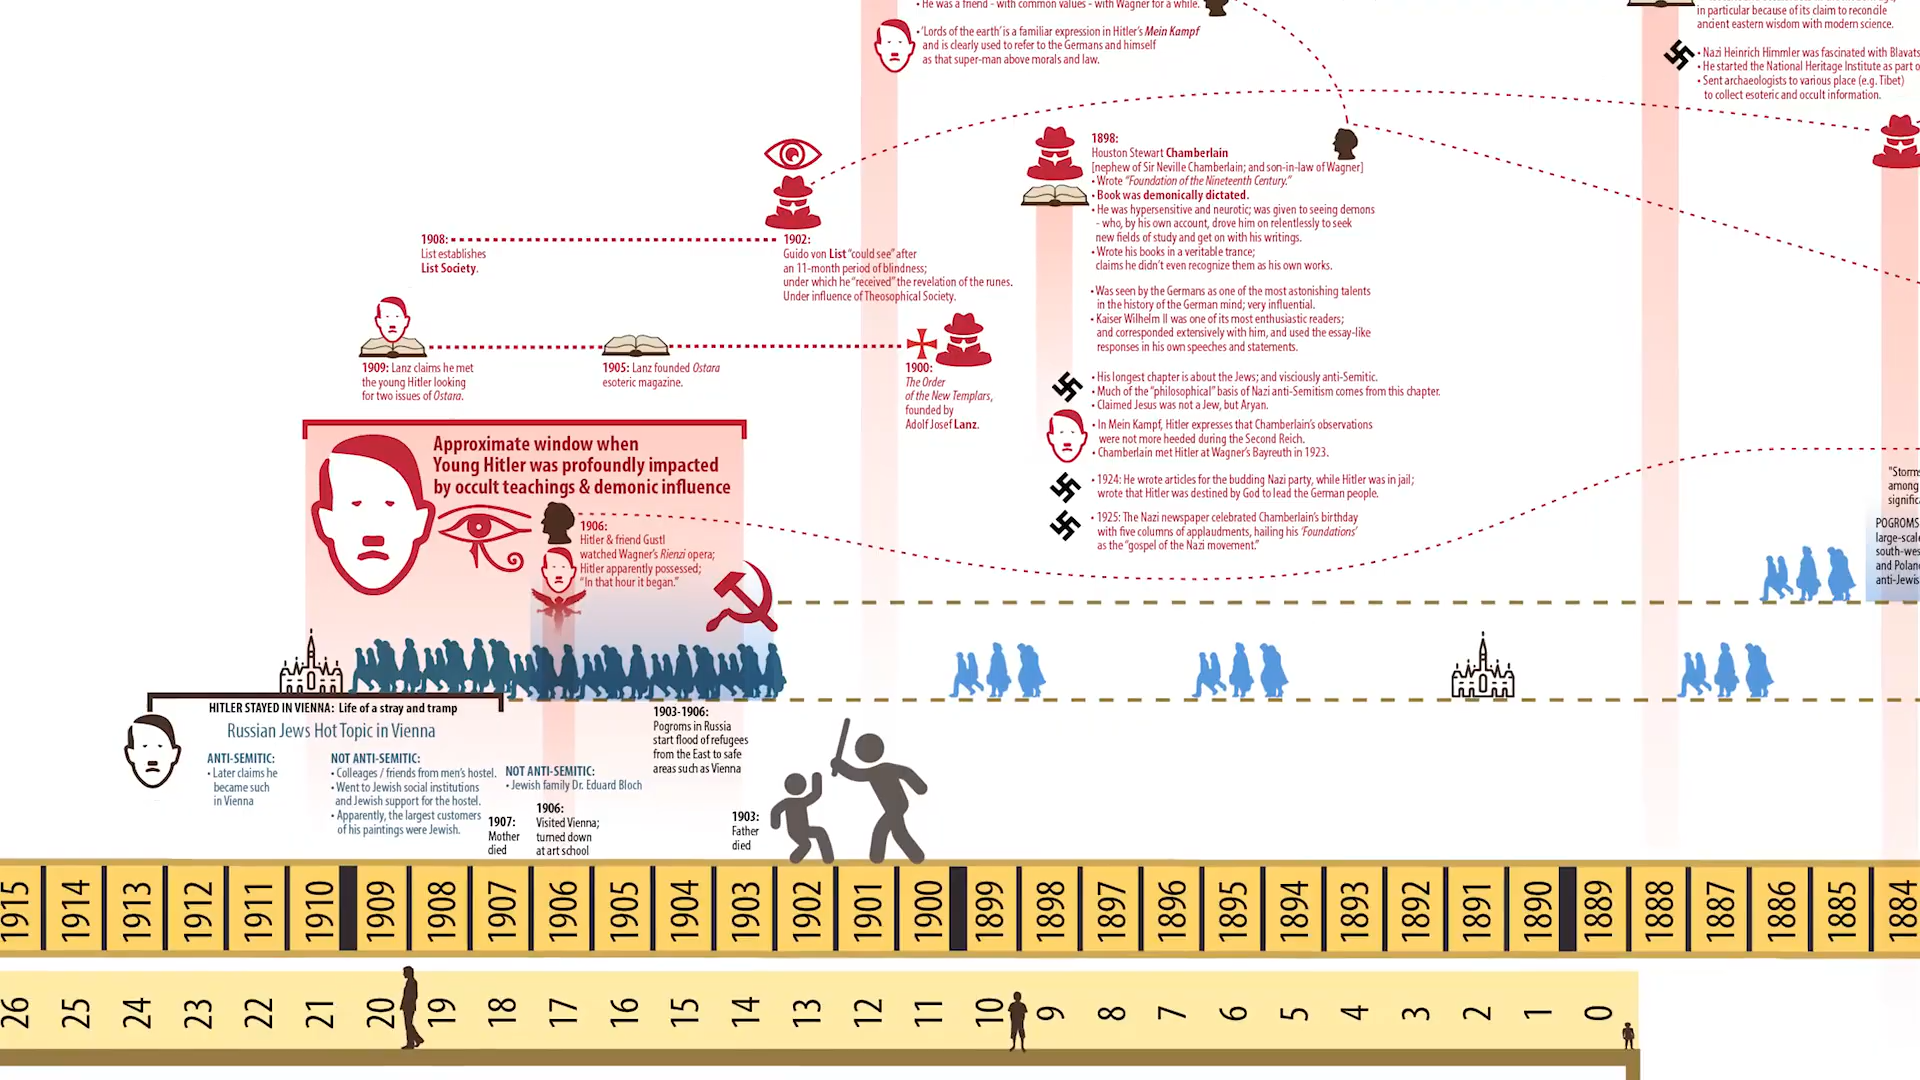 • He was a friend - with common values - with Wagner for a while.
• 'Lords of the earth' is a familiar expression in Hitler's Mein Kampf
and is clearly used to refer to the Germans and himself
as that super-man above morals and law.
in particular because of its claim to reconcile
ancient eastern wisdom with modern science.
• Nazi Heinrich Himmler was fascinated with Blavats
• He started the National Heritage Institute as part o
• Sent archaeologists to various place (e.g. Tibet)
to collect esoteric and occult information.
1898:
Houston Stewart Chamberlain
[nephew of Sir Neville Chamberlain; and son-in-law of Wagner]
• Wrote "Foundation of the Nineteenth Century."
• Book was demonically dictated.
• He was hypersensitive and neurotic; was given to seeing demons
- who, by his own account, drove him on relentlessly to seek
new fields of study and get on with his writings.
• Wrote his books in a veritable trance;
claims he didn't even recognize them as his own works.
• Was seen by the Germans as one of the most astonishing talents
in the history of the German mind; very influential.
• Kaiser Wilhelm II was one of its most enthusiastic readers;
and corresponded extensively with him, and used the essay-like
responses in his own speeches and statements.
• His longest chapter is about the Jews; and visciously anti-Semitic.
• Much of the "philosophical" basis of Nazi anti-Semitism comes from this chapter.
• Claimed Jesus was not a Jew, but Aryan.
• In Mein Kampf, Hitler expresses that Chamberlain's observations
were not more heeded during the Second Reich.
• Chamberlain met Hitler at Wagner's Bayreuth in 1923.
• 1924: He wrote articles for the budding Nazi party, while Hitler was in jail;
wrote that Hitler was destined by God to lead the German people.
• 1925: The Nazi newspaper celebrated Chamberlain's birthday
with five columns of applaudments, hailing his 'Foundations'
as the "gospel of the Nazi movement."
1908:
List establishes
List Society.
1902:
Guido von List "could see" after
an 11-month period of blindness;
under which he "received" the revelation of the runes.
Under influence of Theosophical Society.
1909: Lanz claims he met
the young Hitler looking
for two issues of Ostara.
1905: Lanz founded Ostara
esoteric magazine.
1900:
The Order
of the New Templars,
founded by
Adolf Josef Lanz.
Approximate window when
Young Hitler was profoundly impacted
by occult teachings & demonic influence
1906:
Hitler & friend Gustl
watched Wagner's Rienzi opera;
Hitler apparently possessed;
"In that hour it began."
"Storms
among
signific
POGROMS
large-scale
south-wes
and Poland
anti-Jewis
HITLER STAYED IN VIENNA: Life of a stray and tramp
Russian Jews Hot Topic in Vienna
ANTI-SEMITIC:
• Later claims he
became such
in Vienna
NOT ANTI-SEMITIC:
• Colleages / friends from men's hostel.
• Went to Jewish social institutions
and Jewish support for the hostel.
• Apparently, the largest customers
of his paintings were Jewish.
NOT ANTI-SEMITIC:
• Jewish family Dr. Eduard Bloch
1903-1906:
Pogroms in Russia
start flood of refugees
from the East to safe
areas such as Vienna
1907:
Mother
died
1906:
Visited Vienna;
turned down
at art school
1903:
Father
died
1915 1914 1913 1912 1911 1910 1909 1908 1907 1906 1905 1904 1903 1902 1901 1900 1899 1898 1897 1896 1895 1894 1893 1892 1891 1890 1889 1888 1887 1886 1885 1884
26 25 24 23 22 21 20 19 18 17 16 15 14 13 12 11 10 9 8 7 6 5 4 3 2 1 0